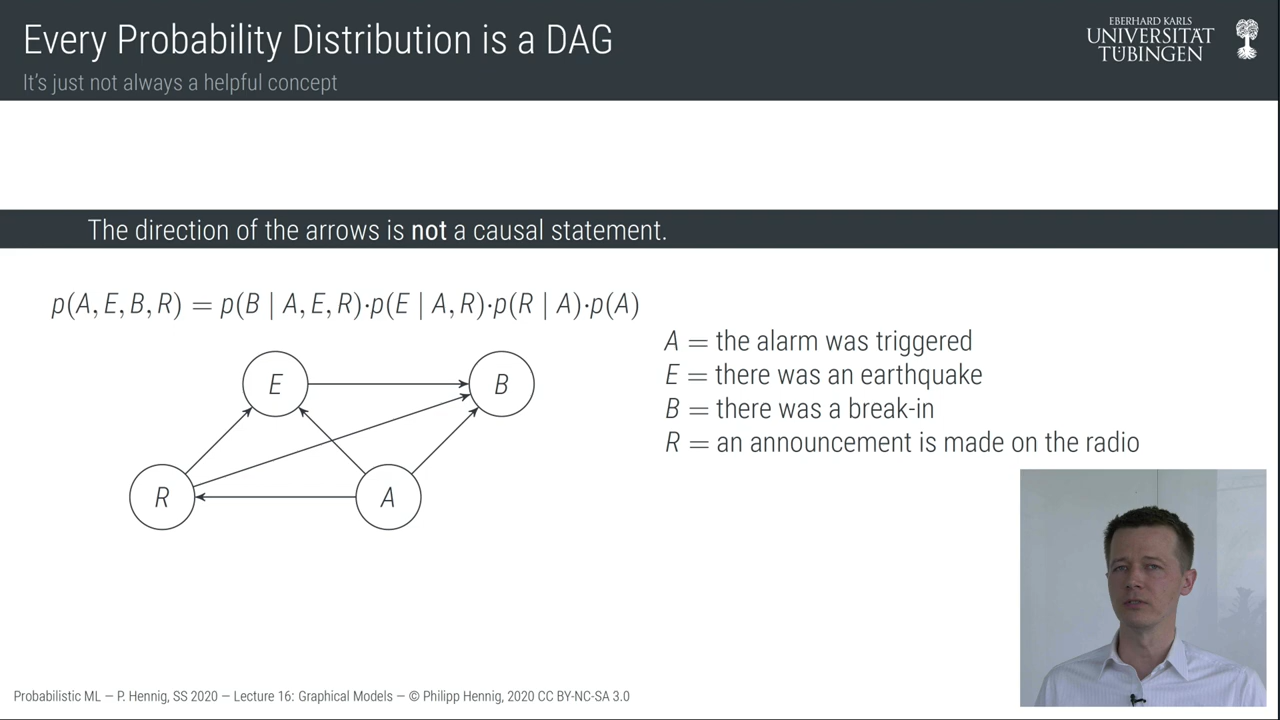 Every Probability Distribution is a DAG
It's just not always a helpful concept
EBERHARD KARLS
UNIVERSITÄT
TÜBINGEN
The direction of the arrows is not a causal statement.
p(A, E, B, R) = p(B | A, E, R)·p(E | A, R)·p(R | A)·p(A)
A = the alarm was triggered
E = there was an earthquake
B = there was a break-in
R = an announcement is made on the radio
E
B
R
A
Probabilistic ML — P. Hennig, SS 2020 — Lecture 16: Graphical Models — © Philipp Hennig, 2020 CC BY-NC-SA 3.0